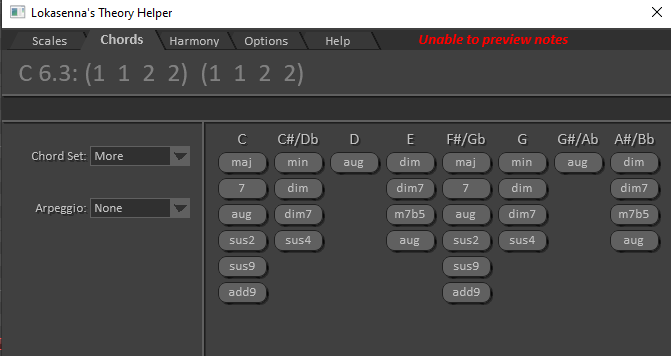 Lokasenna's Theory Helper
Scales Chords Harmony Options Help Unable to preview notes
C 6.3: (1 1 2 2) (1 1 2 2)
C C#/Db D E F#/Gb G G#/Ab A#/Bb
Chord Set: More maj min aug dim maj min aug dim
7 dim dim7 7 dim dim7
Arpeggio: None aug dim7 m7b5 aug dim7 m7b5
sus2 sus4 aug sus2 sus4 aug
sus9 sus9
add9 add9